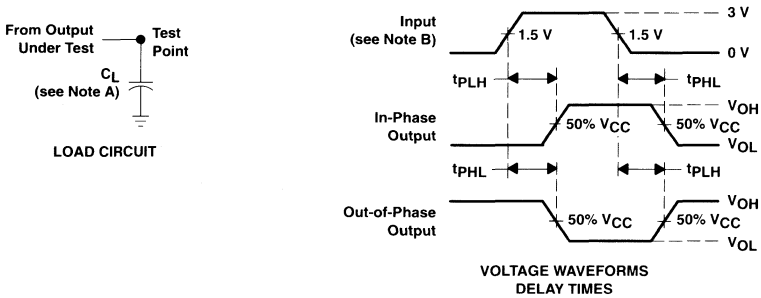 From Output
Under Test
Test
Point
CL
(see Note A)
LOAD CIRCUIT
Input
(see Note B)
1.5 V
1.5 V
3 V
0 V
tPLH
tPHL
In-Phase
Output
50% VCC
50% VCC
VOH
VOL
tPHL
tPLH
Out-of-Phase
Output
50% VCC
50% VCC
VOH
VOL
VOLTAGE WAVEFORMS
DELAY TIMES